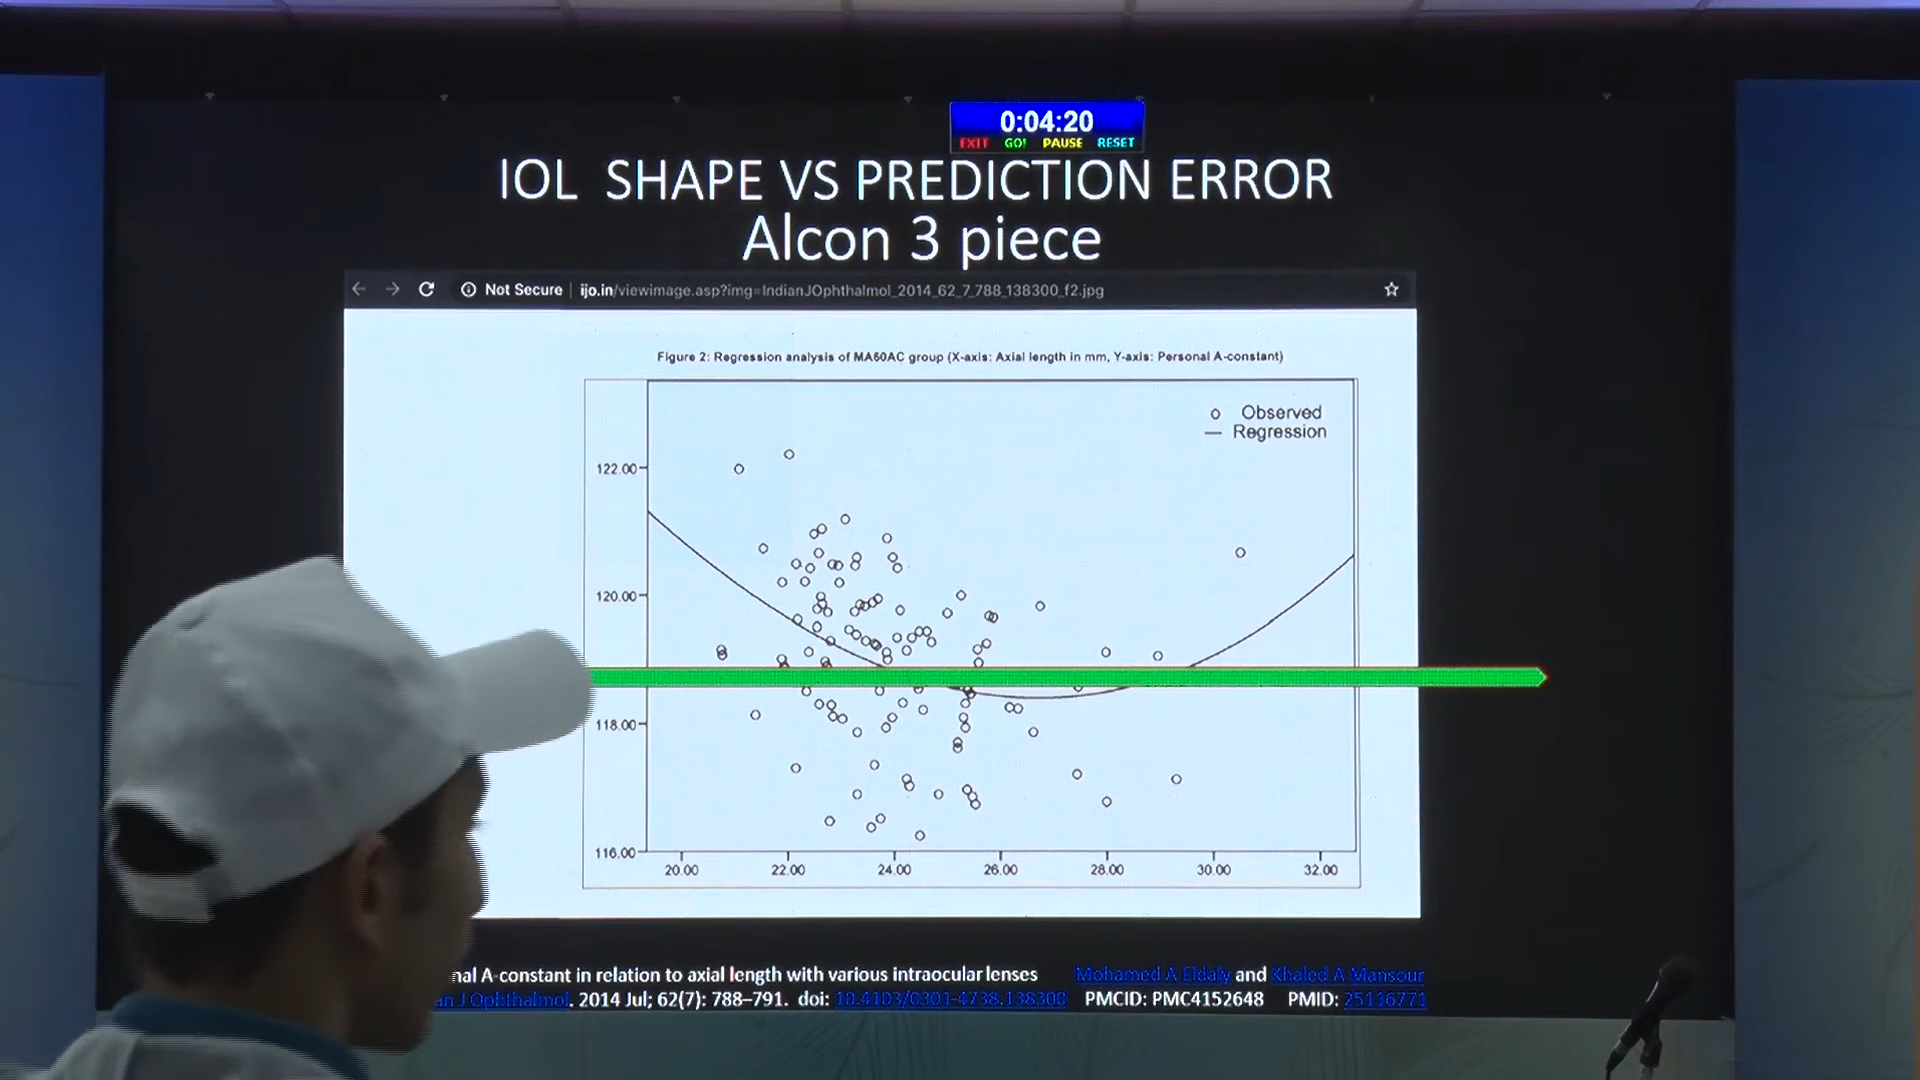 0:04:20
EXIT GO! PAUSE RESET
IOL SHAPE VS PREDICTION ERROR
Alcon 3 piece
Not Secure | ijo.in/viewimage.asp?img=IndianJOphthalmol_2014_62_7_788_138300_f2.jpg
Figure 2: Regression analysis of MA60AC group (X-axis: Axial length in mm, Y-axis: Personal A-constant)
Observed
Regression
122.00
120.00
118.00
116.00
20.00 22.00 24.00 26.00 28.00 30.00 32.00
A-constant in relation to axial length with various intraocular lenses Mohamed A Eldaly and Khaled A Mansour
J Ophthalmol. 2014 Jul; 62(7): 788–791. doi: 10.4103/0301-4738.138300 PMCID: PMC4152648 PMID: 25116771